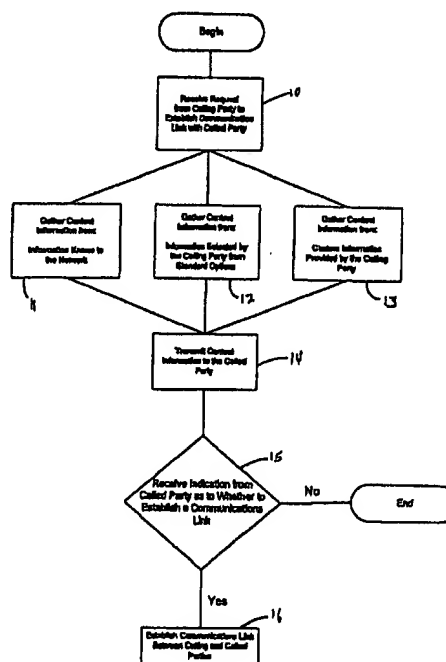 Begin
10
Receive Request
from Calling Party to
Establish Communication
Link with Called Party
Gather Context
Information from:
Information Known to
the Network
11
Gather Context
Information from:
Information Selected by
the Calling Party from
Standard Options
12
Gather Context
Information from:
Custom Information
Provided by the Calling
Party
13
Transmit Context
Information to the Called
Party
14
15
Receive Indication from
Called Party as to Whether to
Establish a Communications
Link
No
End
Yes
16
Establish Communications Link
Between Calling and Called
Parties